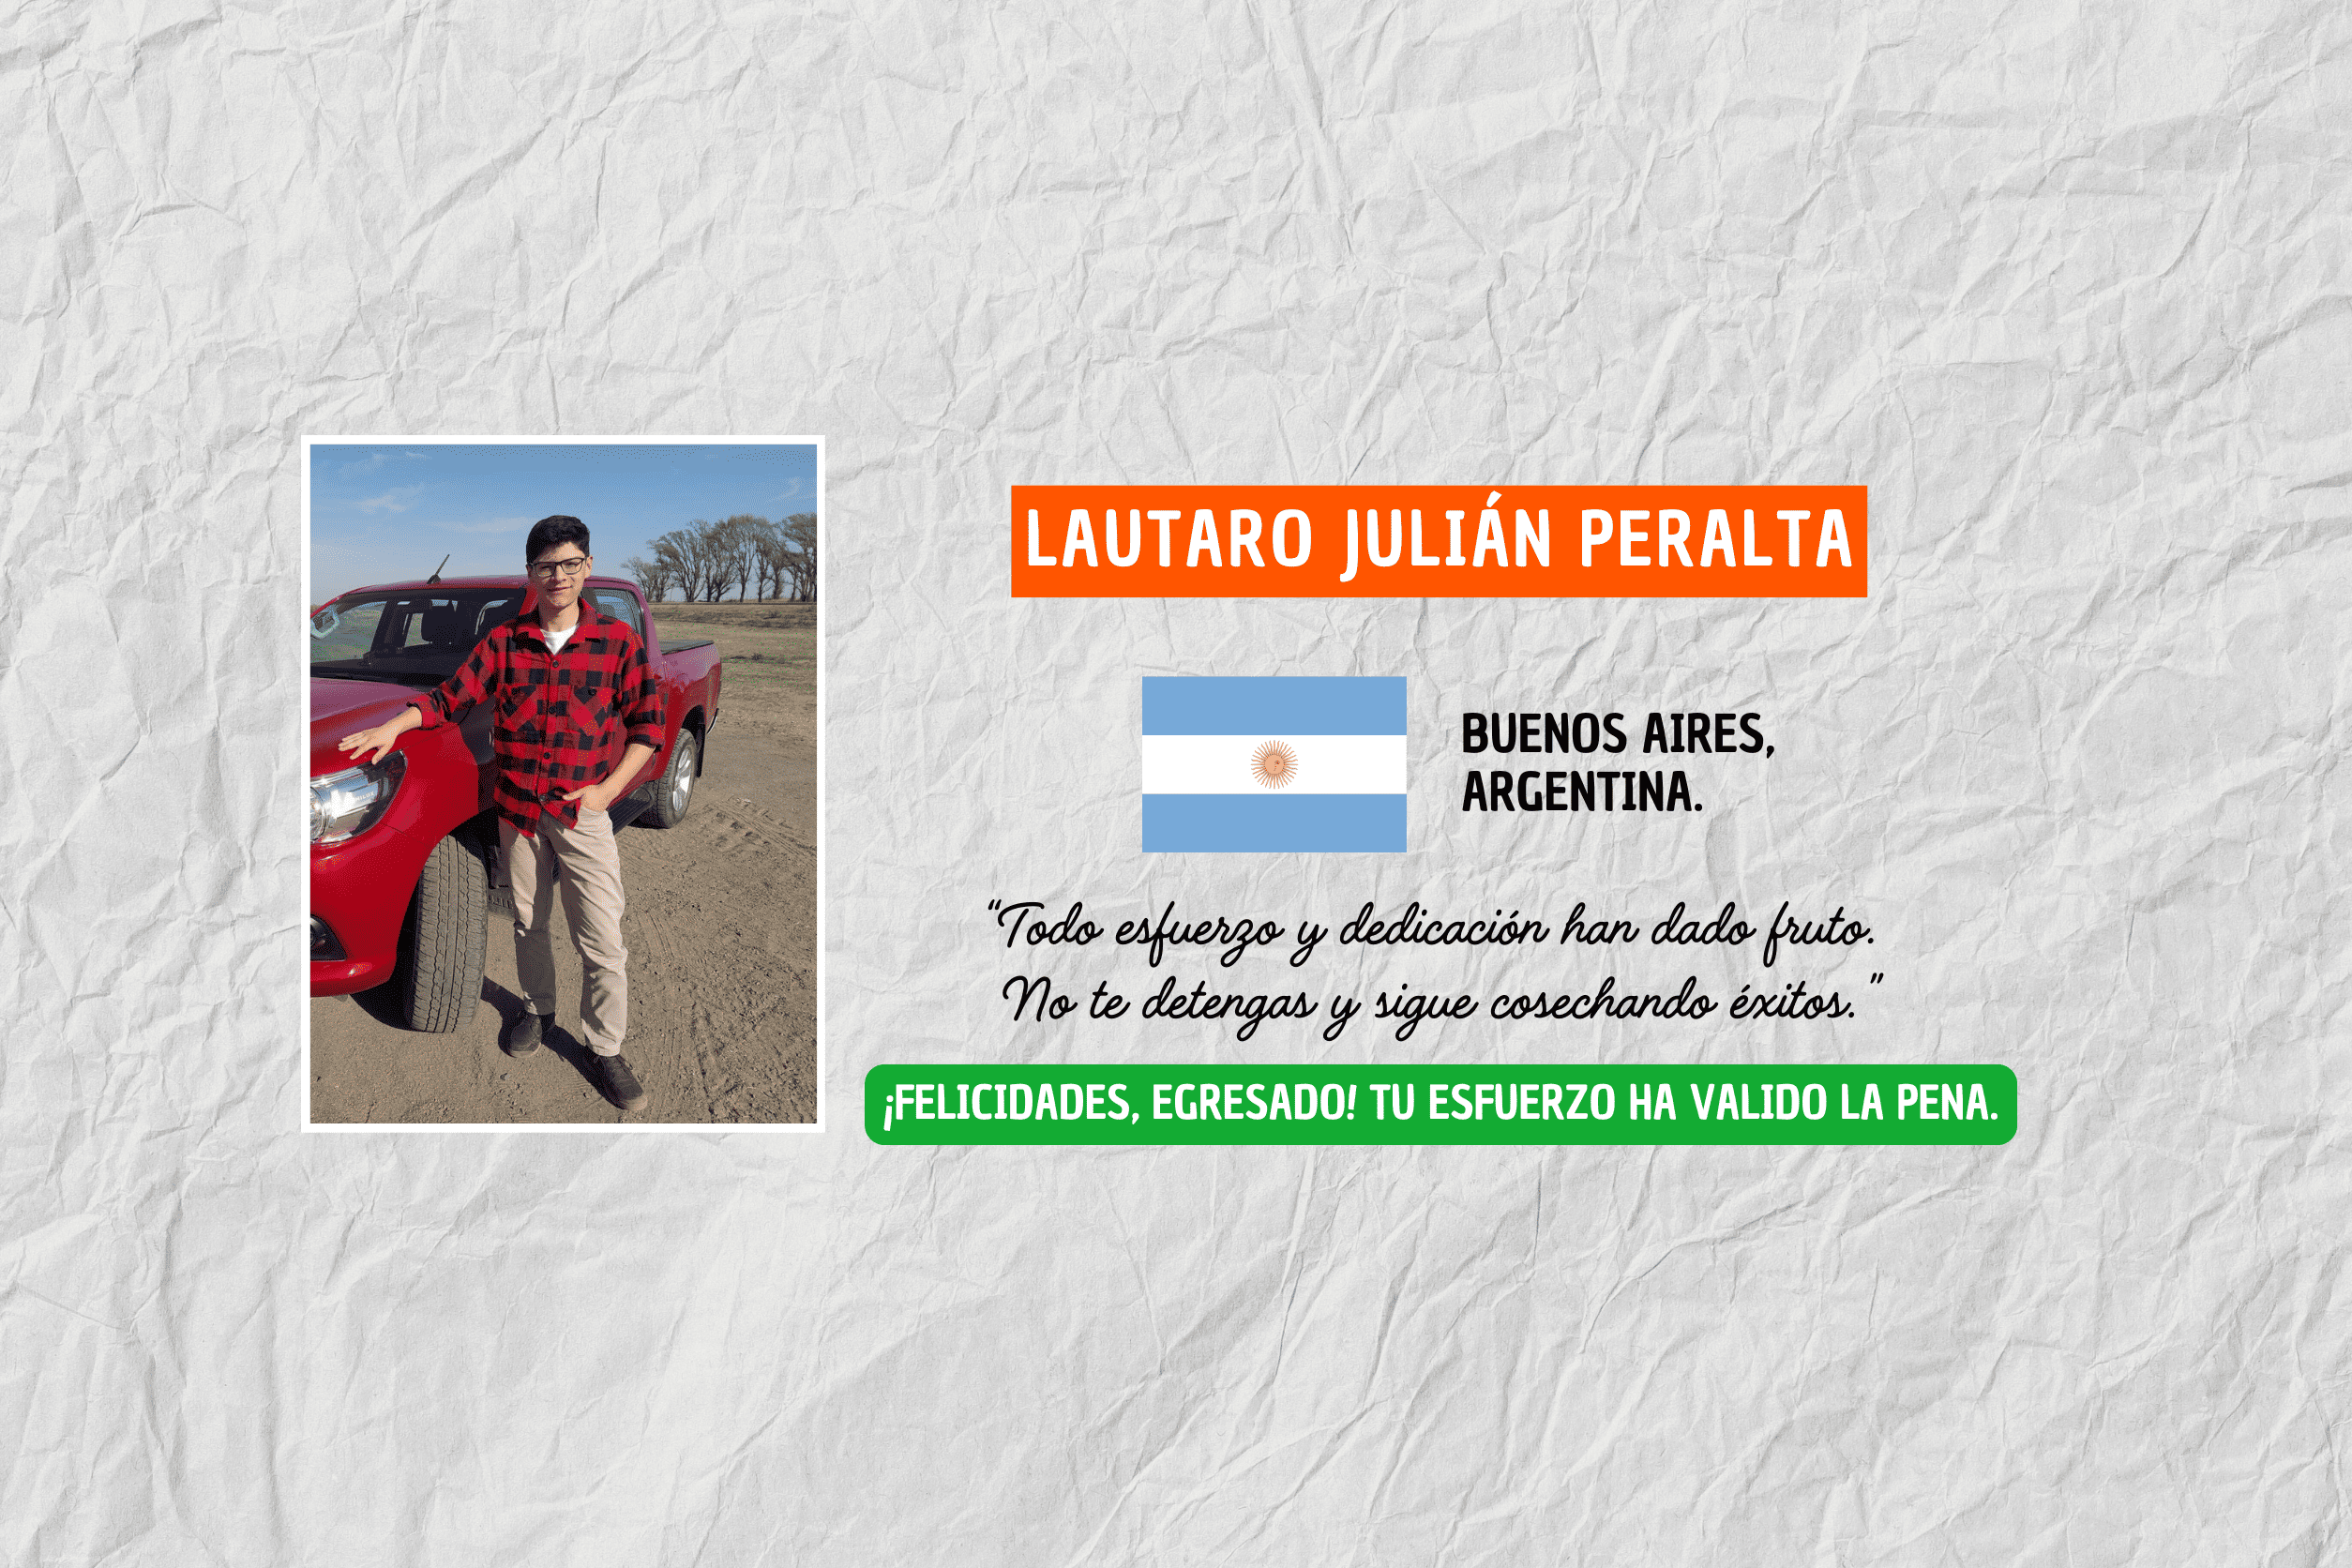 LAUTARO JULIÁN PERALTA
BUENOS AIRES,
ARGENTINA.
“Todo esfuerzo y dedicación han dado fruto.
No te detengas y sigue cosechando éxitos.”
¡FELICIDADES, EGRESADO! TU ESFUERZO HA VALIDO LA PENA.